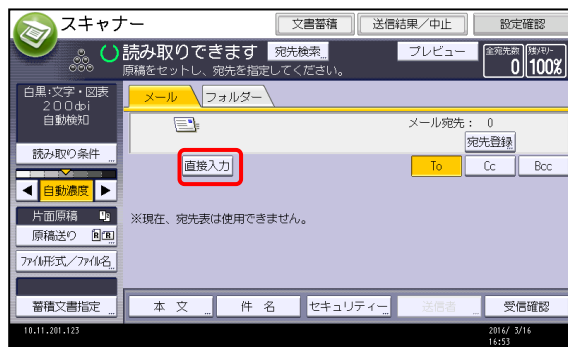 スキャナー
文書蓄積
送信結果/中止
設定確認
読み取りできます
宛先検索
プレビュー
全宛先数
残メモリー
0
100%
原稿をセットし、宛先を指定してください。
白黒:文字・図表
200dpi
自動検知
メール
フォルダー
メール宛先: 0
宛先登録
読み取り条件
直接入力
To
Cc
Bcc
自動濃度
片面原稿
※現在、宛先表は使用できません。
原稿送り
ファイル形式/ファイル名
蓄積文書指定
本 文
件 名
セキュリティー
送信者
受信確認
10.11.201.123
2016/ 3/16
16:53